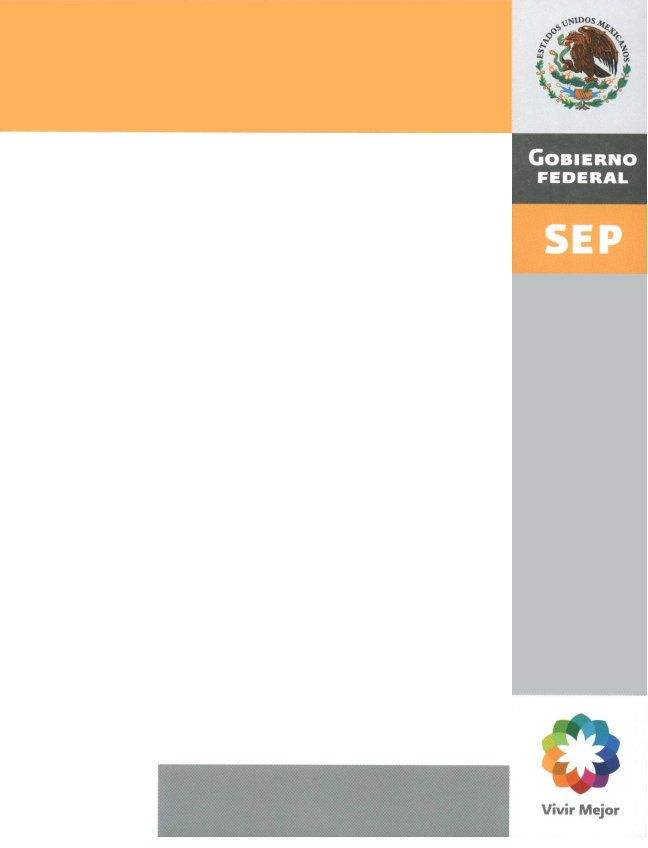 ESTADOS UNIDOS MEXICANOS
GOBIERNO
FEDERAL
SEP
Vivir Mejor